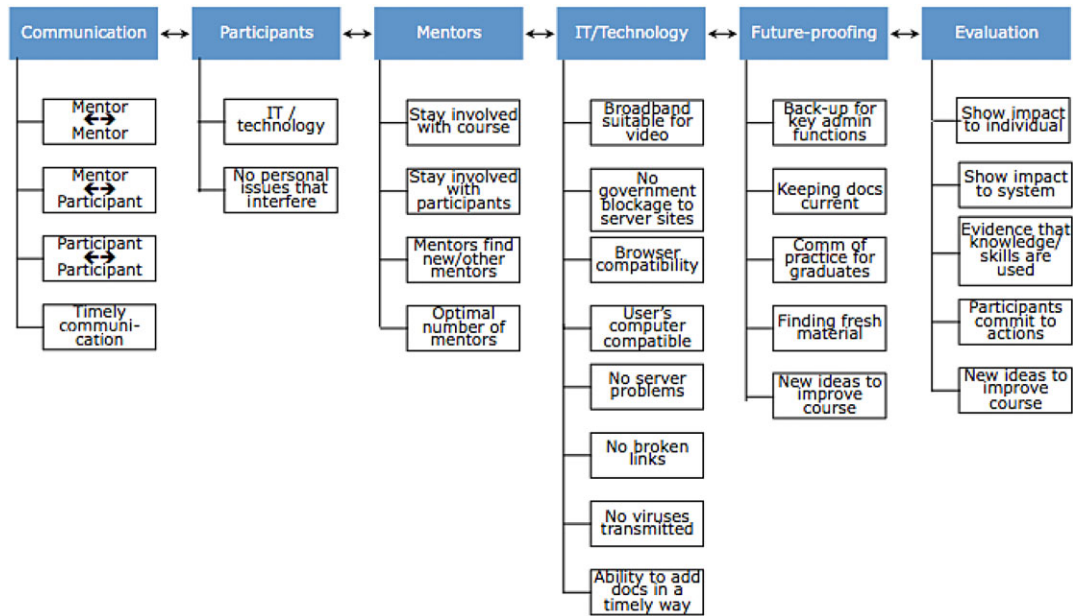 Communication
Participants
Mentors
IT/Technology
Future-proofing
Evaluation
Mentor
↔
Mentor
Mentor
↔
Participant
Participant
↔
Participant
Timely
communi-
cation
IT /
technology
No personal
issues that
interfere
Stay involved
with course
Stay involved
with
participants
Mentors find
new/other
mentors
Optimal
number of
mentors
Broadband
suitable for
video
No
government
blockage to
server sites
Browser
compatibility
User's
computer
compatible
No server
problems
No broken
links
No viruses
transmitted
Ability to add
docs in a
timely way
Back-up for
key admin
functions
Keeping docs
current
Comm of
practice for
graduates
Finding fresh
material
New ideas to
improve
course
Show impact
to individual
Show impact
to system
Evidence that
knowledge/
skills are
used
Participants
commit to
actions
New ideas to
improve
course